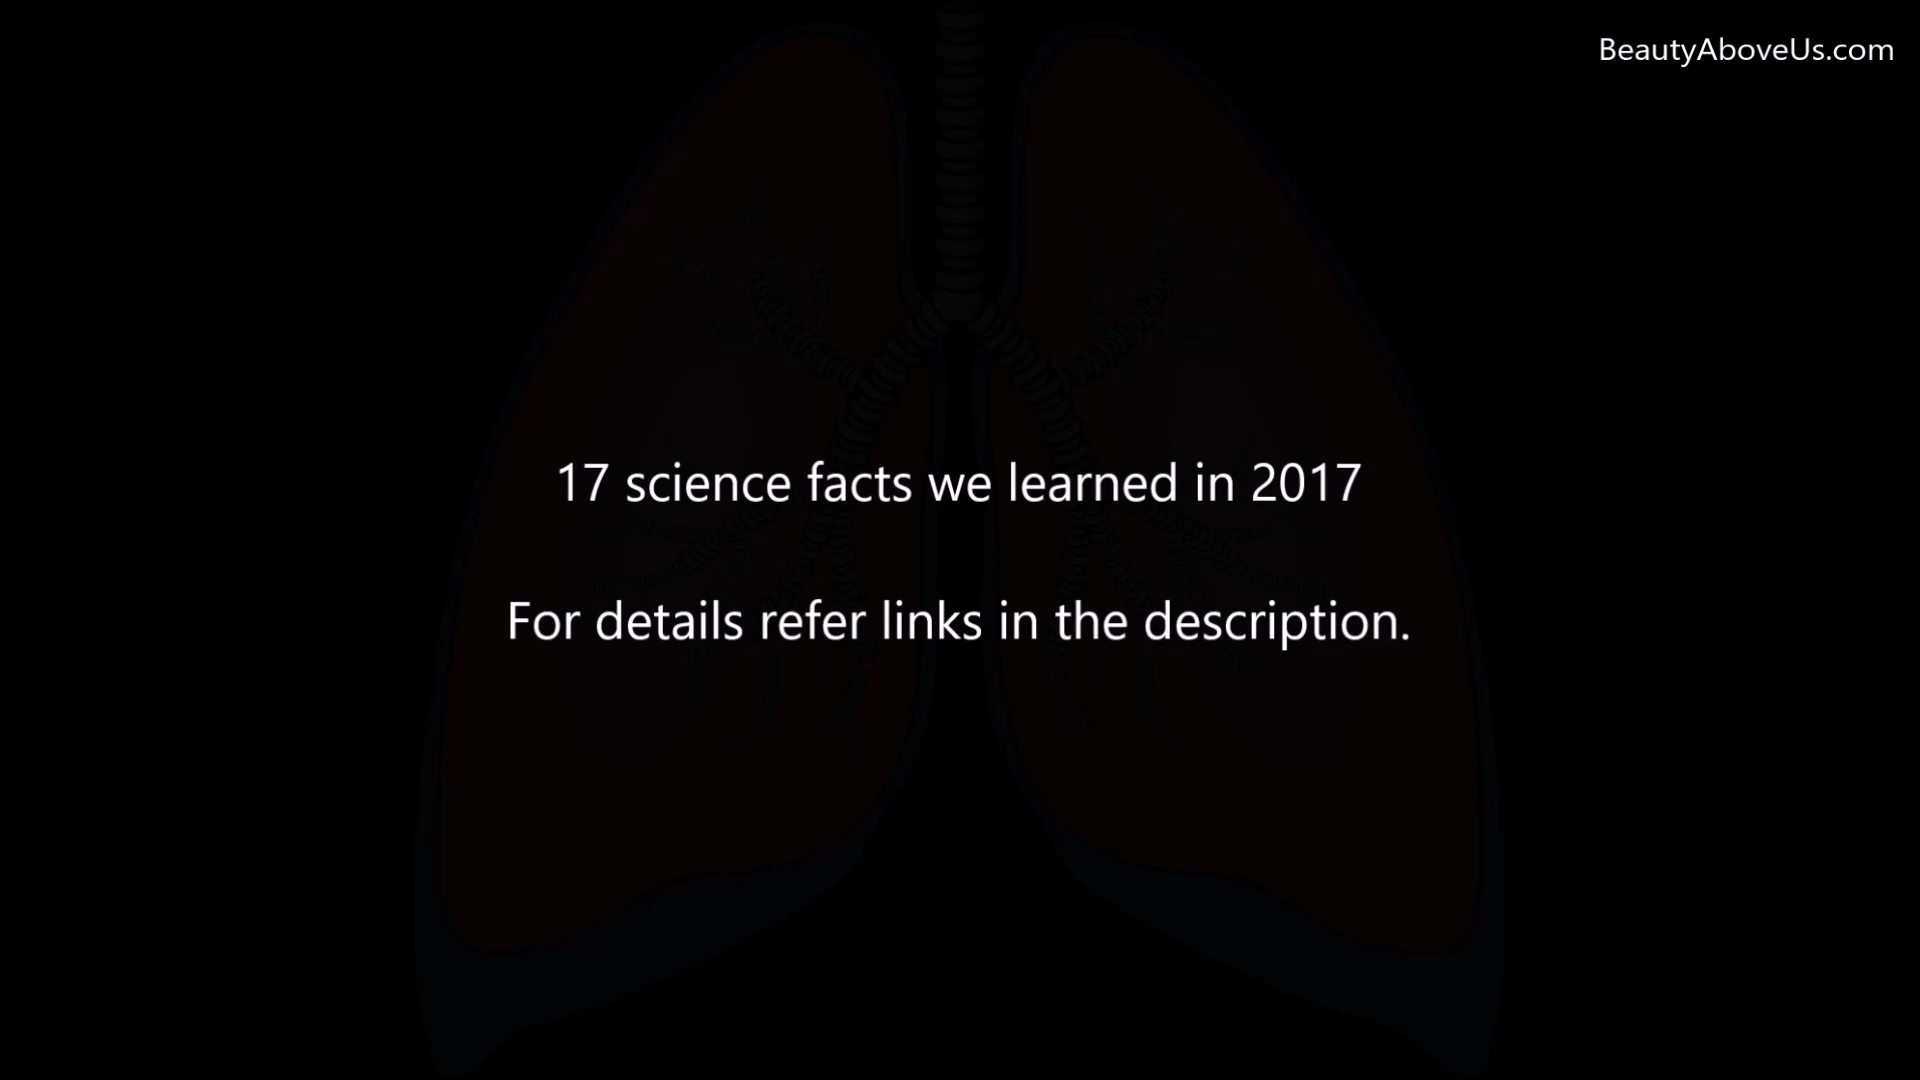 BeautyAboveUs.com
17 science facts we learned in 2017
For details refer links in the description.